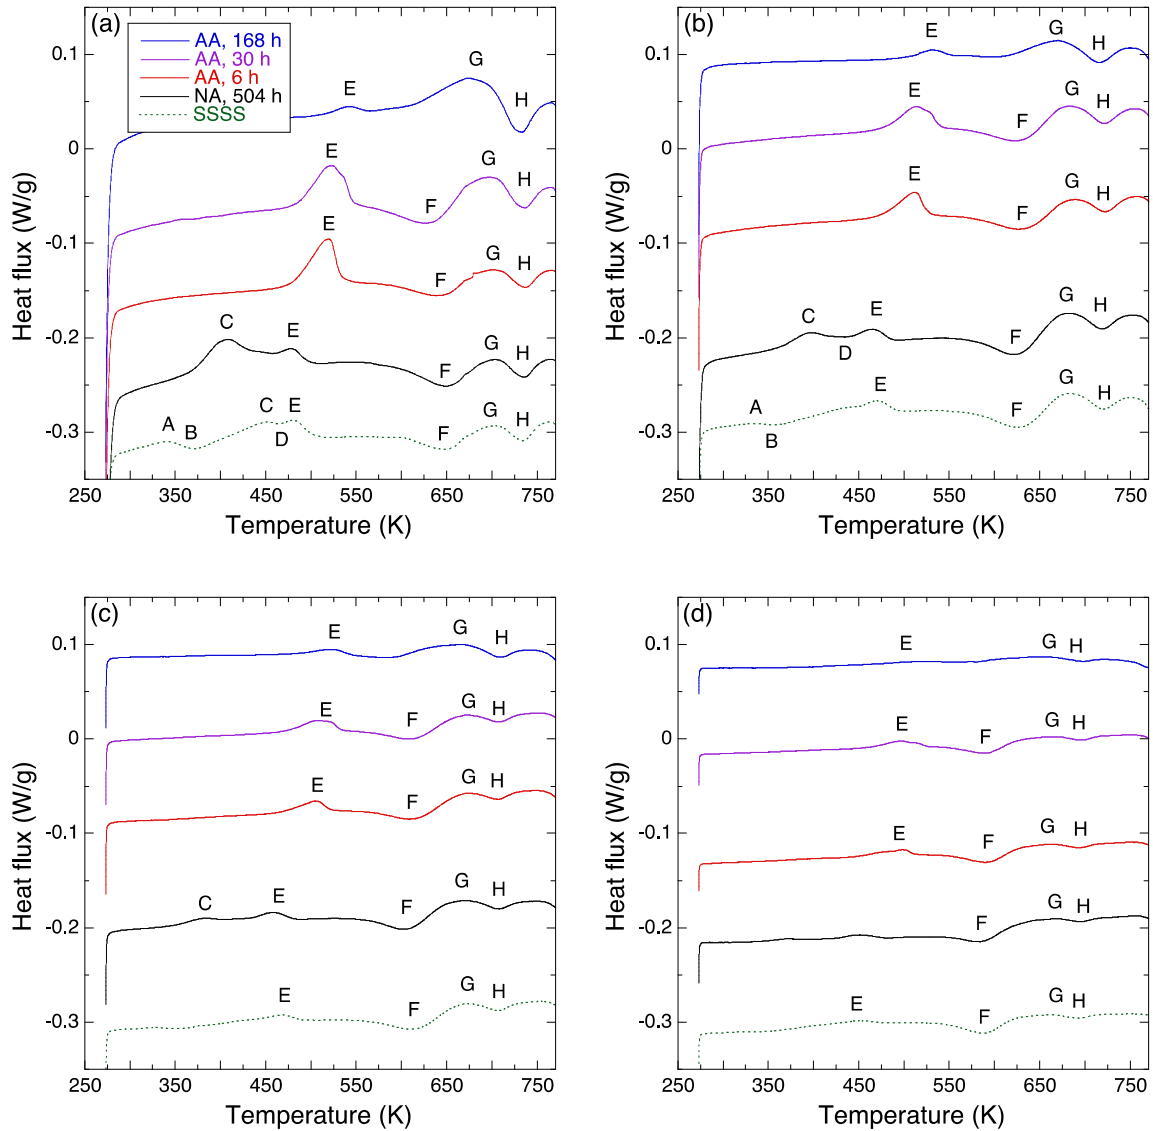 (a)
AA, 168 h
AA, 30 h
AA, 6 h
NA, 504 h
SSSS
E G H
E F G H
E F G H
C E F G H
A B C D E F G H
0.1
0
-0.1
-0.2
-0.3
Heat flux (W/g)
250 350 450 550 650 750
Temperature (K)
(b)
E G H
E F G H
E F G H
C D E F G H
A B E F G H
0.1
0
-0.1
-0.2
-0.3
Heat flux (W/g)
250 350 450 550 650 750
Temperature (K)
(c)
E G H
E F G H
E F G H
C E F G H
E F G H
0.1
0
-0.1
-0.2
-0.3
Heat flux (W/g)
250 350 450 550 650 750
Temperature (K)
(d)
E G H
E F G H
E F G H
F G H
E F G H
0.1
0
-0.1
-0.2
-0.3
Heat flux (W/g)
250 350 450 550 650 750
Temperature (K)